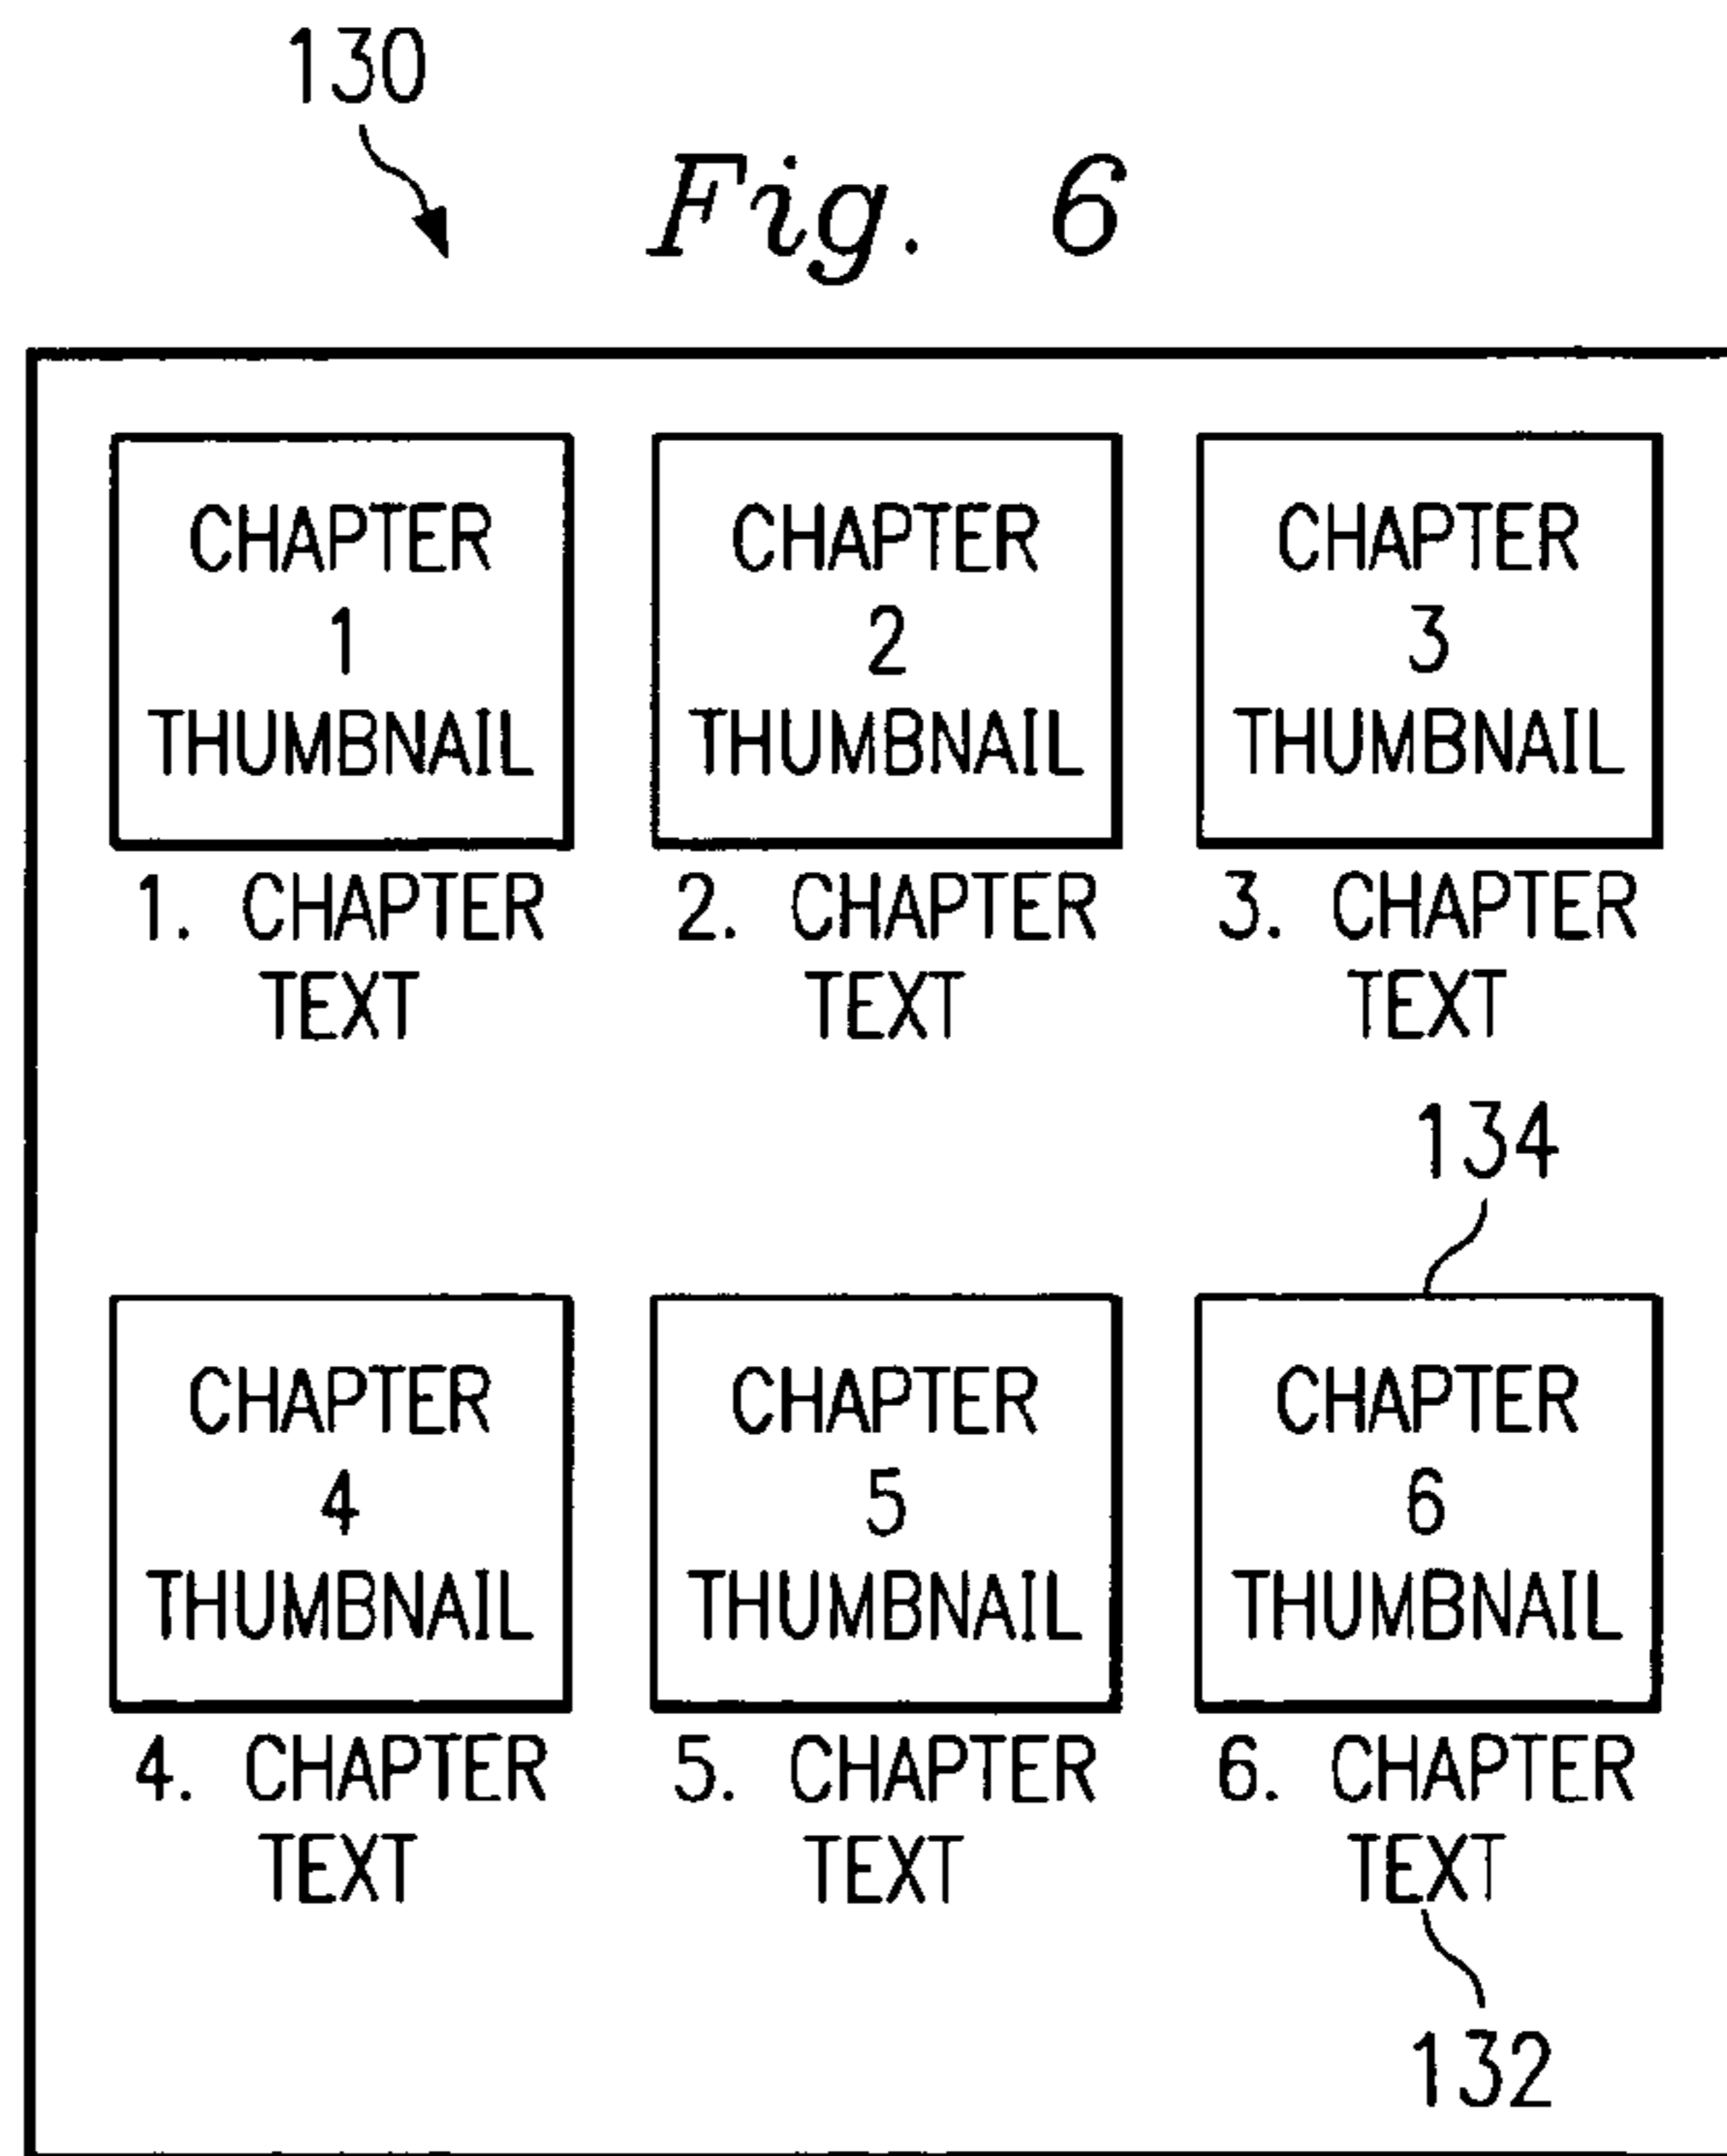 130
Fig. 6
CHAPTER
1
THUMBNAIL
1. CHAPTER
TEXT
CHAPTER
2
THUMBNAIL
2. CHAPTER
TEXT
CHAPTER
3
THUMBNAIL
3. CHAPTER
TEXT
134
CHAPTER
4
THUMBNAIL
4. CHAPTER
TEXT
CHAPTER
5
THUMBNAIL
5. CHAPTER
TEXT
CHAPTER
6
THUMBNAIL
6. CHAPTER
TEXT
132